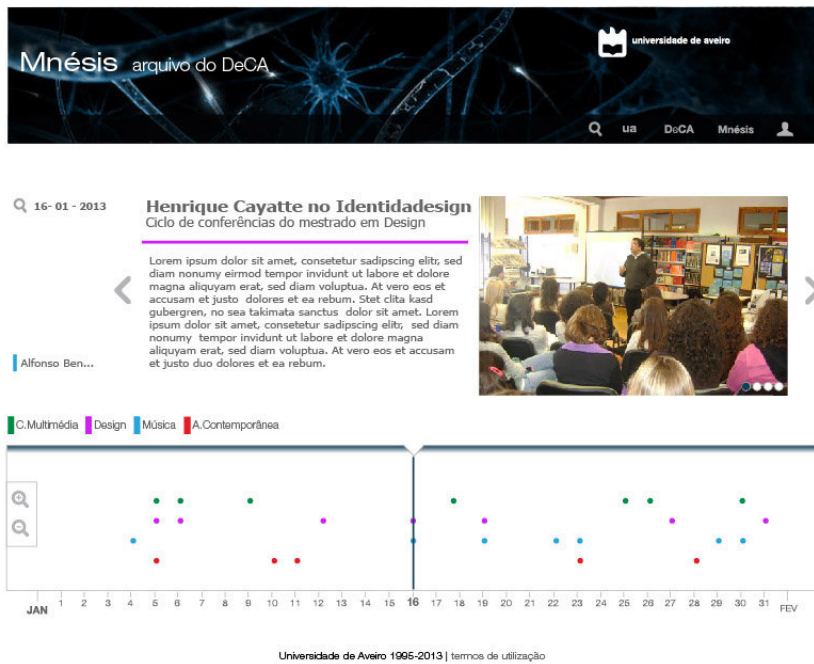 Mnésis arquivo do DeCA
universidade de aveiro
ua DeCA Mnésis
16- 01 - 2013
Henrique Cayatte no Identidadesign
Ciclo de conferências do mestrado em Design
Lorem ipsum dolor sit amet, consetetur sadipscing elitr, sed
diam nonumy eirmod tempor invidunt ut labore et dolore
magna aliquyam erat, sed diam voluptua. At vero eos et
accusam et justo dolores et ea rebum. Stet clita kasd
gubergren, no sea takimata sanctus dolor sit amet. Lorem
ipsum dolor sit amet, consetetur sadipscing elitr, sed diam
nonumy tempor invidunt ut labore et dolore magna
aliquyam erat, sed diam voluptua. At vero eos et accusam
et justo duo dolores et ea rebum.
Alfonso Ben...
C.Multimédia Design Música A.Contemporânea
JAN 1 2 3 4 5 6 7 8 9 10 11 12 13 14 15 16 17 18 19 20 21 22 23 24 25 26 27 28 29 30 31 FEV
Universidade de Aveiro 1995-2013 | termos de utilização